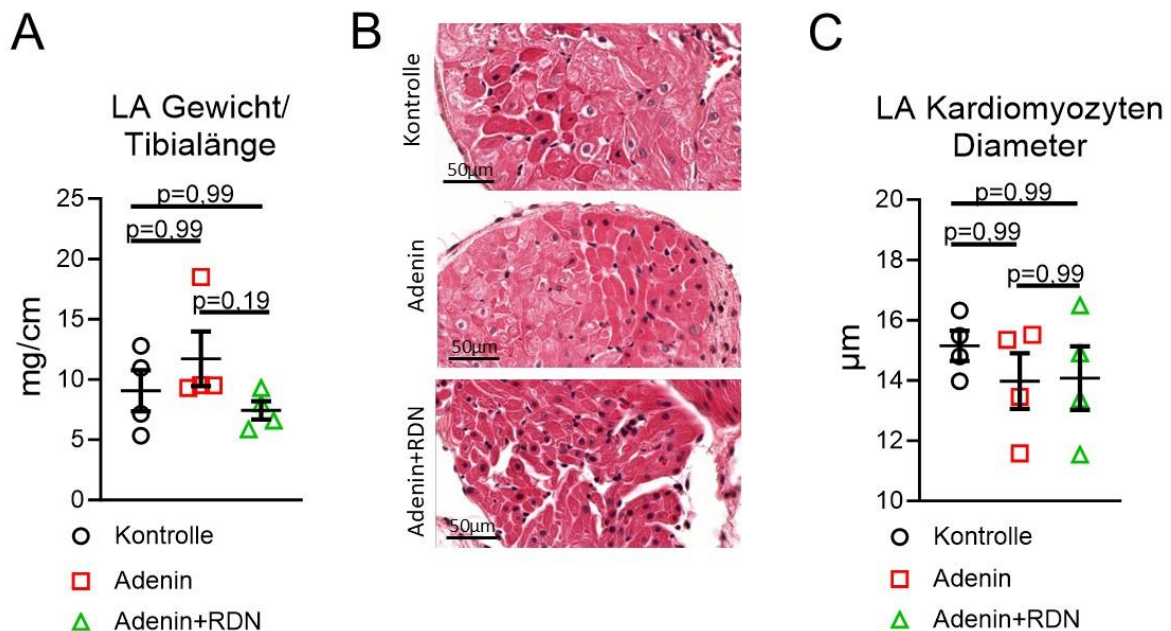 A
LA Gewicht/
Tibialänge
p=0,99
p=0,99
p=0,19
mg/cm
25
20
15
10
5
0
Kontrolle
Adenin
Adenin+RDN
B
Kontrolle
50µm
Adenin
50µm
Adenin+RDN
50µm
C
LA Kardiomyozyten
Diameter
p=0,99
p=0,99
p=0,99
µm
20
18
16
14
12
10
Kontrolle
Adenin
Adenin+RDN